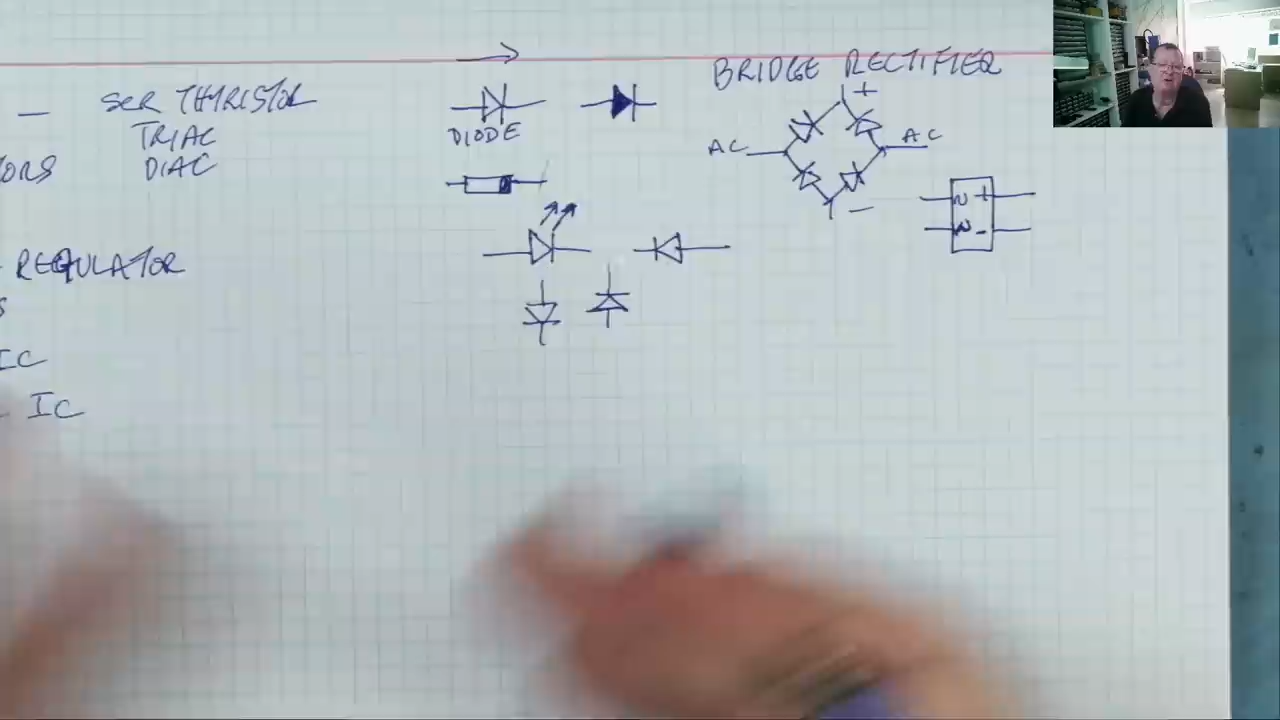 — SCR THYRISTOR
TRIAC
DIAC
REGULATOR
IC
IC
DIODE
BRIDGE RECTIFIER
+
AC
AC
—
~ +
~ -